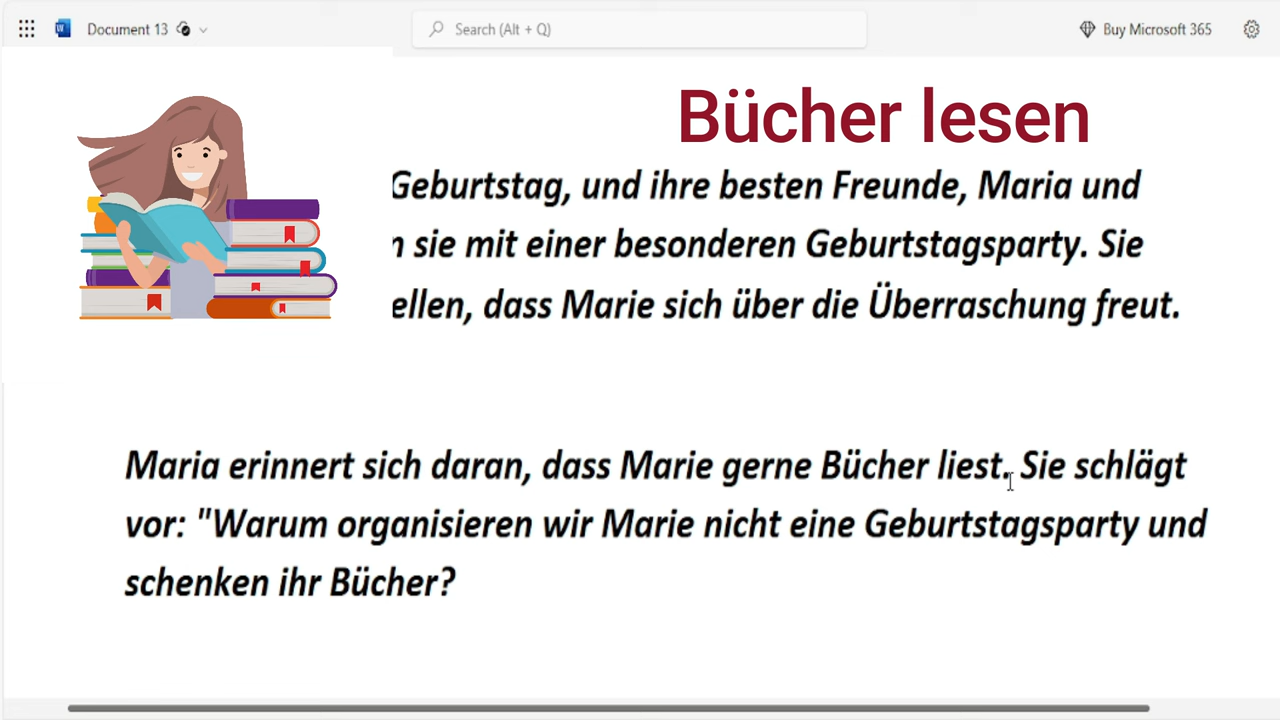 Document 13
Search (Alt + Q)
Buy Microsoft 365
Bücher lesen
Geburtstag, und ihre besten Freunde, Maria und
sie mit einer besonderen Geburtstagsparty. Sie
ellen, dass Marie sich über die Überraschung freut.
Maria erinnert sich daran, dass Marie gerne Bücher liest. Sie schlägt
vor: "Warum organisieren wir Marie nicht eine Geburtstagsparty und
schenken ihr Bücher?